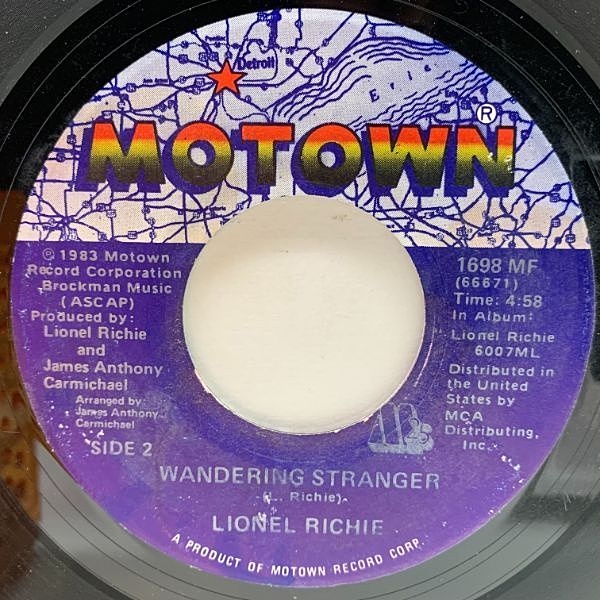 Detroit
Erie
MOTOWN®
℗ 1983 Motown
Record Corporation
Brockman Music
(ASCAP)
Produced by:
Lionel Richie
and
James Anthony
Carmichael
Arranged by:
James Anthony
Carmichael
SIDE 2
1698 MF
(66671)
Time: 4:58
In Album:
Lionel Richie
6007ML
Distributed in
the United
States by
MCA
Distributing,
Inc.
WANDERING STRANGER
(L. Richie)
LIONEL RICHIE
A PRODUCT OF MOTOWN RECORD CORP.